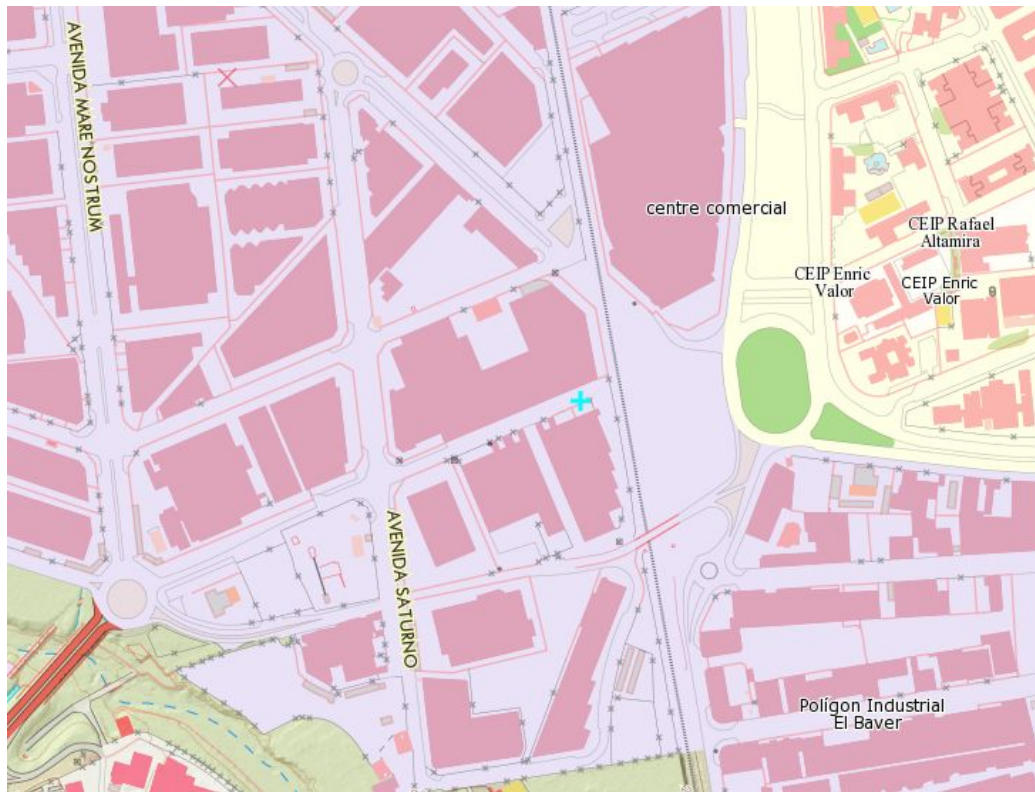 AVENIDA MARE NOSTRUM
centre comercial
CEIP Rafael
Altamira
CEIP Enric
Valor
CEIP Enric
Valor
AVENIDA SATURNO
Polígon Industrial
El Baver